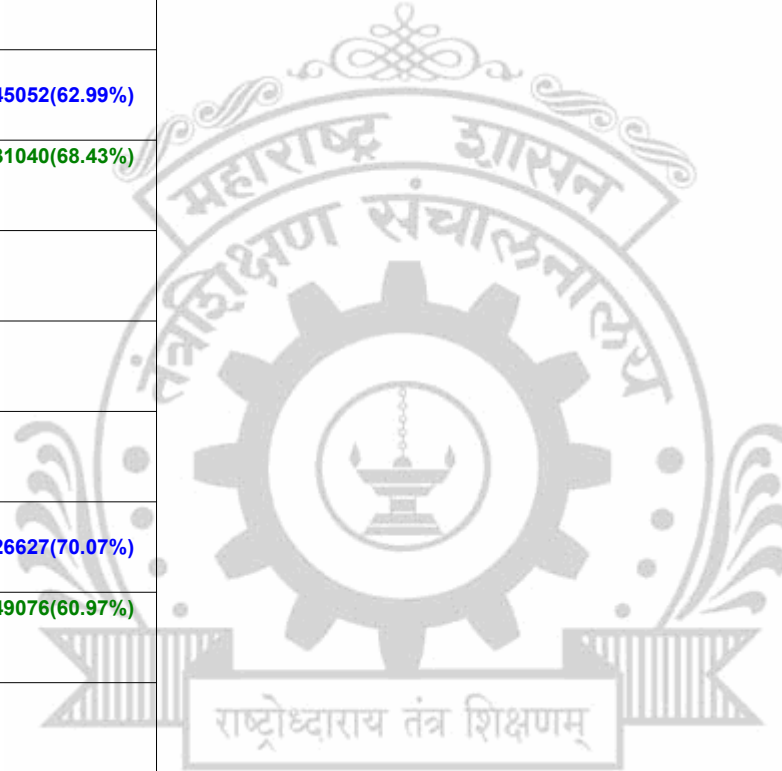 45052(62.99%)
31040(68.43%)
26627(70.07%)
49076(60.97%)
महाराष्ट्र शासन
तंत्रशिक्षण संचालनालय
राष्ट्रोध्दाराय तंत्र शिक्षणम्